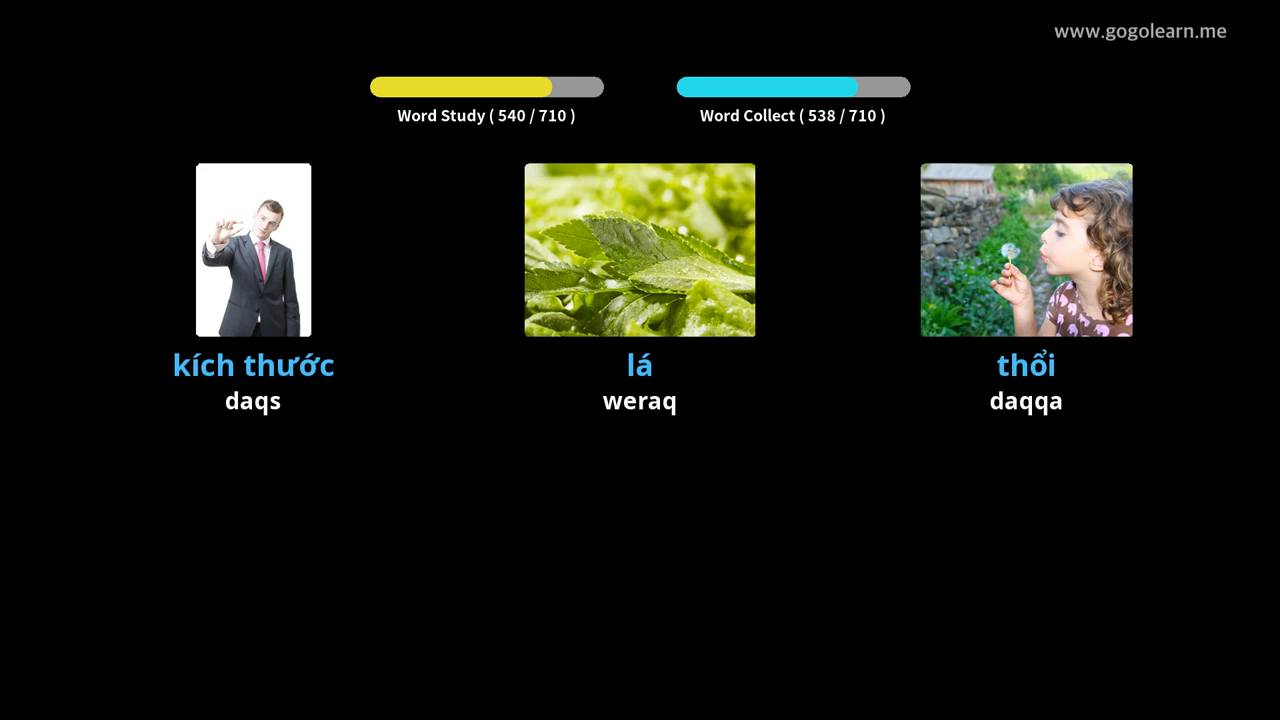 www.gogolearn.me
Word Study ( 540 / 710 )
Word Collect ( 538 / 710 )
kích thước
daqs
lá
weraq
thổi
daqqa